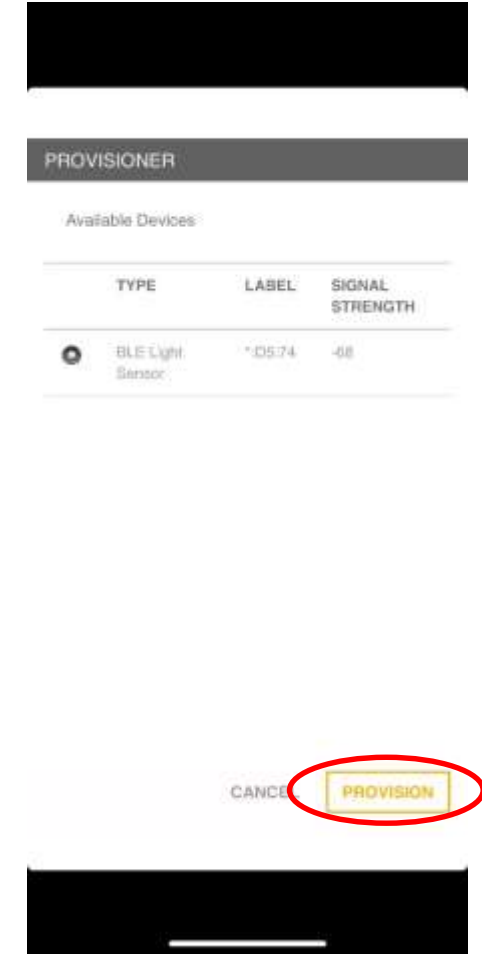 PROVISIONER
Available Devices
TYPE LABEL SIGNAL
STRENGTH
BLE Light *:D5:74 -68
Sensor
CANCEL PROVISION